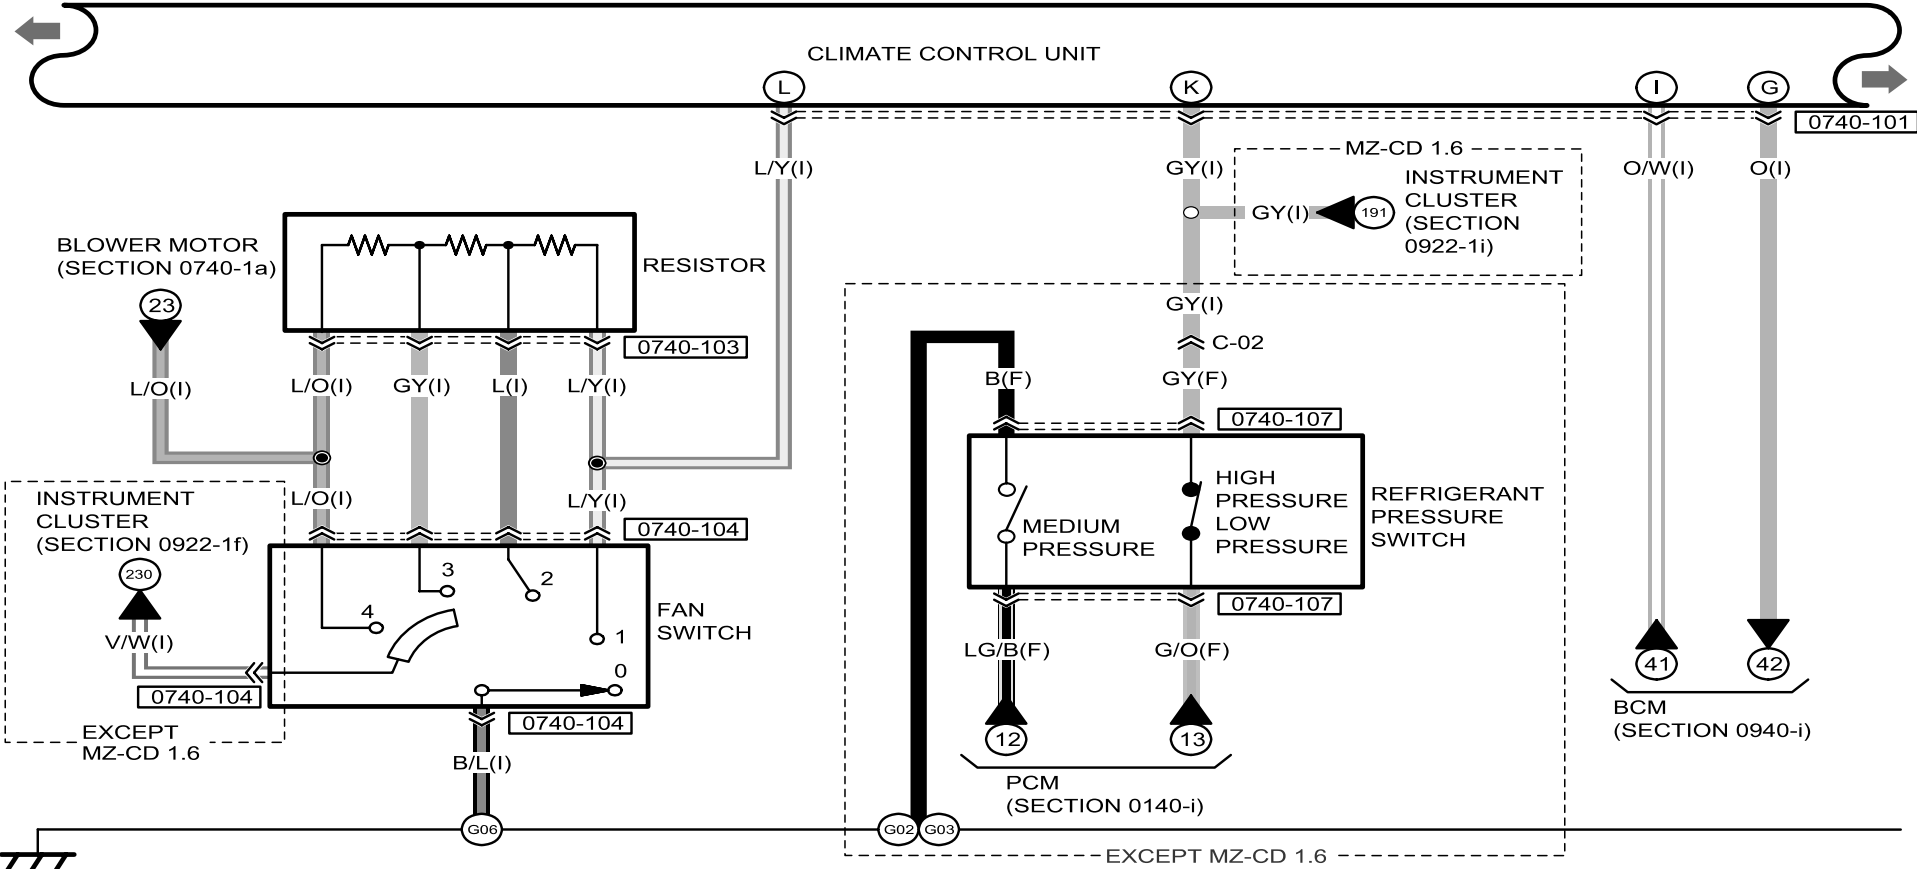 CLIMATE CONTROL UNIT
L
K
I
G
0740-101
L/Y(I)
GY(I)
MZ-CD 1.6
O/W(I)
O(I)
GY(I)
191
INSTRUMENT
CLUSTER
(SECTION
0922-1i)
BLOWER MOTOR
(SECTION 0740-1a)
23
RESISTOR
GY(I)
C-02
0740-103
L/O(I)
L/O(I)
GY(I)
L(I)
L/Y(I)
B(F)
GY(F)
0740-107
INSTRUMENT
CLUSTER
(SECTION 0922-1f)
230
L/O(I)
L/Y(I)
0740-104
HIGH
PRESSURE
LOW
PRESSURE
MEDIUM
PRESSURE
REFRIGERANT
PRESSURE
SWITCH
4
3
2
1
0
FAN
SWITCH
0740-107
V/W(I)
0740-104
0740-104
EXCEPT
MZ-CD 1.6
B/L(I)
LG/B(F)
G/O(F)
12
13
PCM
(SECTION 0140-i)
41
42
BCM
(SECTION 0940-i)
G06
G02
G03
EXCEPT MZ-CD 1.6